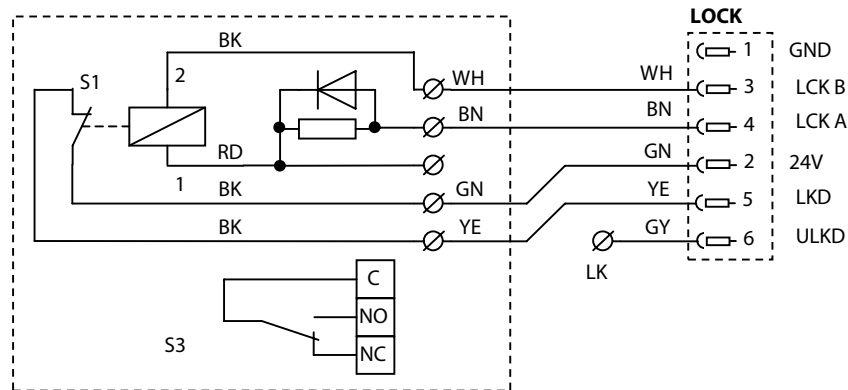 LOCK
BK
1 GND
S1
2
WH
WH
3 LCK B
BN
BN
4 LCK A
RD
GN
2 24V
1
BK
GN
YE
5 LKD
BK
YE
GY
6 ULKD
LK
C
S3
NO
NC